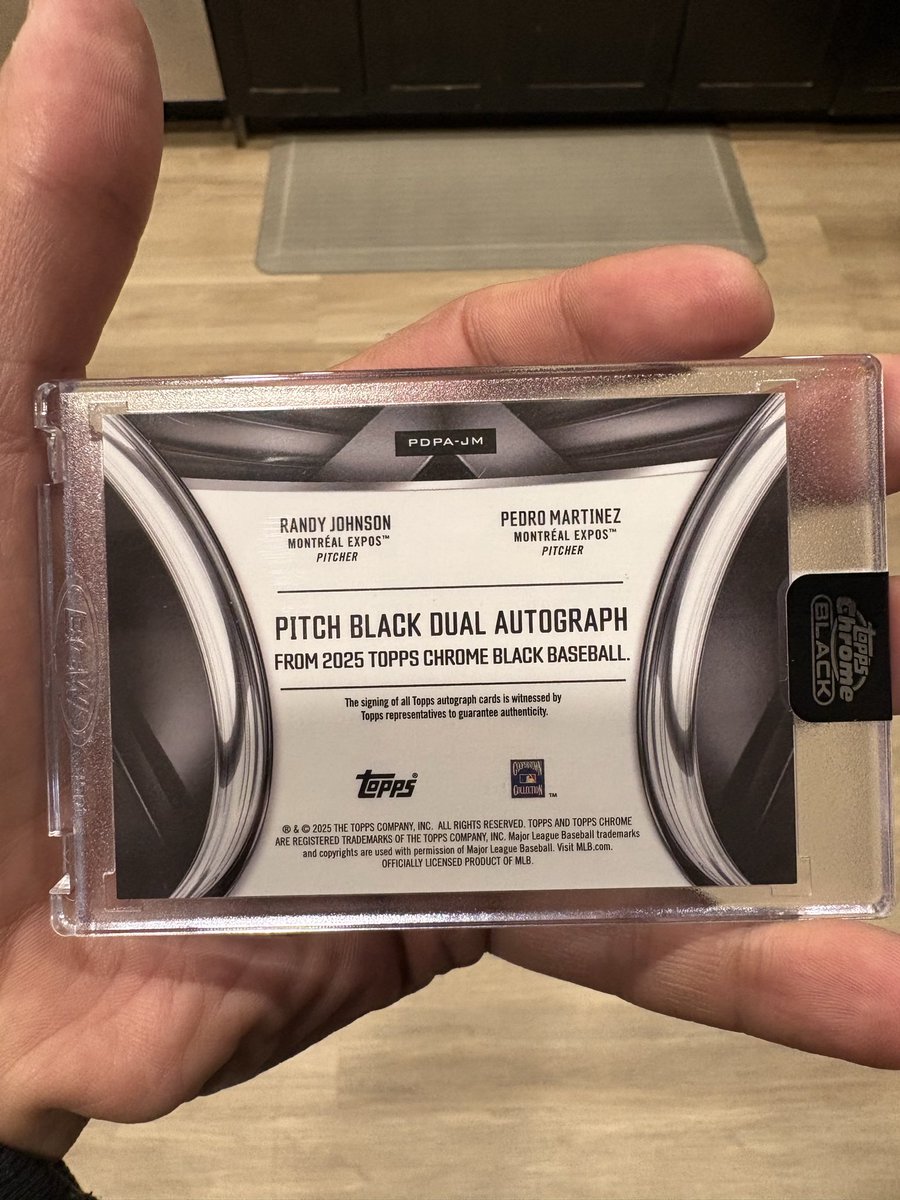 PDPA-JM
RANDY JOHNSON
MONTRÉAL EXPOS™
PITCHER
PEDRO MARTINEZ
MONTRÉAL EXPOS™
PITCHER
PITCH BLACK DUAL AUTOGRAPH
FROM 2025 TOPPS CHROME BLACK BASEBALL.
The signing of all Topps autograph cards is witnessed by
Topps representatives to guarantee authenticity.
Topps®
COOPERSTOWN
COLLECTION
™
® & © 2025 THE TOPPS COMPANY, INC. ALL RIGHTS RESERVED. TOPPS AND TOPPS CHROME
ARE REGISTERED TRADEMARKS OF THE TOPPS COMPANY, INC. Major League Baseball trademarks
and copyrights are used with permission of Major League Baseball. Visit MLB.com.
OFFICIALLY LICENSED PRODUCT OF MLB.
Topps
Chrome
BLACK